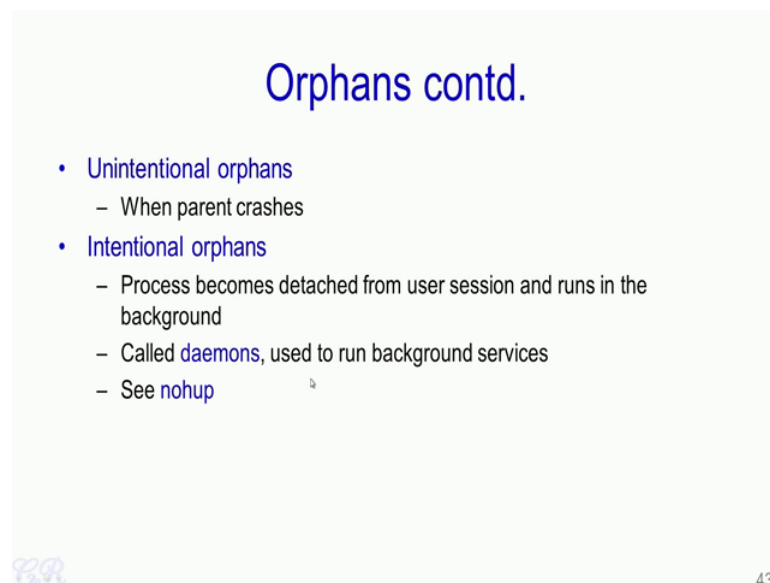 Orphans contd.
• Unintentional orphans
– When parent crashes
• Intentional orphans
– Process becomes detached from user session and runs in the
background
– Called daemons, used to run background services
– See nohup